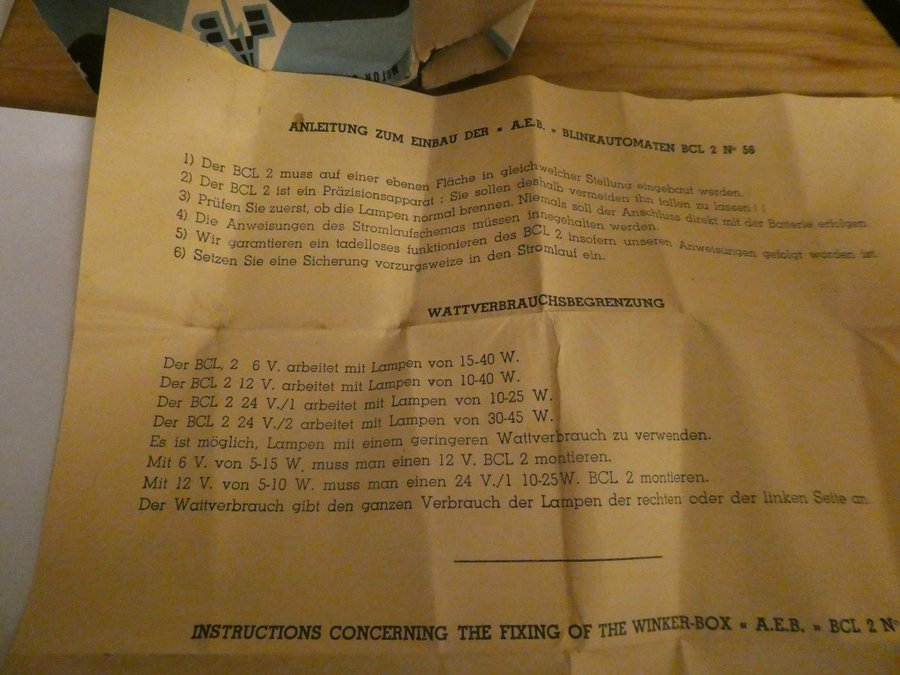 AEB
ANLEITUNG ZUM EINBAU DER « A.E.B. » BLINKAUTOMATEN BCL 2 N° 56
1) Der BCL 2 muss auf einer ebenen Fläche in gleichwelcher Stellung eingebaut werden.
2) Der BCL 2 ist ein Präzisionsapparat : Sie sollen deshalb vermeiden ihn fallen zu lassen ! !
3) Prüfen Sie zuerst, ob die Lampen normal brennen. Niemals soll der Anschluss direkt mit der Batterie erfolgen.
4) Die Anweisungen des Stromlaufschemas müssen innegehalten werden.
5) Wir garantieren ein tadelloses funktionieren des BCL 2 insofern unseren Anweisungen gefolgt worden ist.
6) Setzen Sie eine Sicherung vorzugsweize in den Stromlauf ein.
WATTVERBRAUCHSBEGRENZUNG
Der BCL, 2 6 V. arbeitet mit Lampen von 15-40 W.
Der BCL 2 12 V. arbeitet mit Lampen von 10-40 W.
Der BCL 2 24 V./1 arbeitet mit Lampen von 10-25 W.
Der BCL 2 24 V./2 arbeitet mit Lampen von 30-45 W.
Es ist möglich, Lampen mit einem geringeren Wattverbrauch zu verwenden.
Mit 6 V. von 5-15 W. muss man einen 12 V. BCL 2 montieren.
Mit 12 V. von 5-10 W. muss man einen 24 V./1 10-25W. BCL 2 montieren.
Der Wattverbrauch gibt den ganzen Verbrauch der Lampen der rechten oder der linken Seite an.
INSTRUCTIONS CONCERNING THE FIXING OF THE WINKER-BOX « A.E.B. » BCL 2 N°